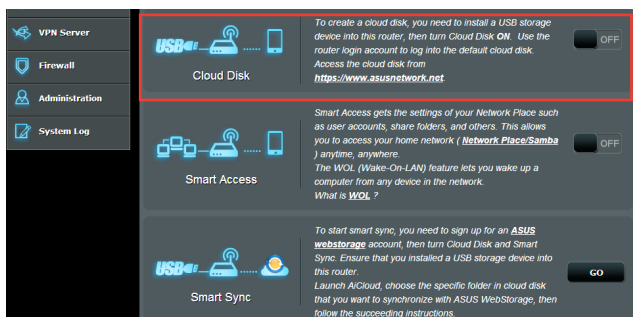 VPN Server
Firewall
Administration
System Log
USB
Cloud Disk
To create a cloud disk, you need to install a USB storage
device into this router, then turn Cloud Disk ON. Use the
router login account to log into the default cloud disk.
Access the cloud disk from
https://www.asusnetwork.net.
OFF
Smart Access
Smart Access gets the settings of your Network Place such
as user accounts, share folders, and others. This allows
you to access your home network ( Network Place/Samba
) anytime, anywhere.
The WOL (Wake-On-LAN) feature lets you wake up a
computer from any device in the network.
What is WOL ?
OFF
USB
Smart Sync
To start smart sync, you need to sign up for an ASUS
webstorage account, then turn Cloud Disk and Smart
Sync. Ensure that you installed a USB storage device into
this router.
Launch AiCloud, choose the specific folder in cloud disk
that you want to synchronize with ASUS WebStorage, then
follow the succeeding instructions.
GO